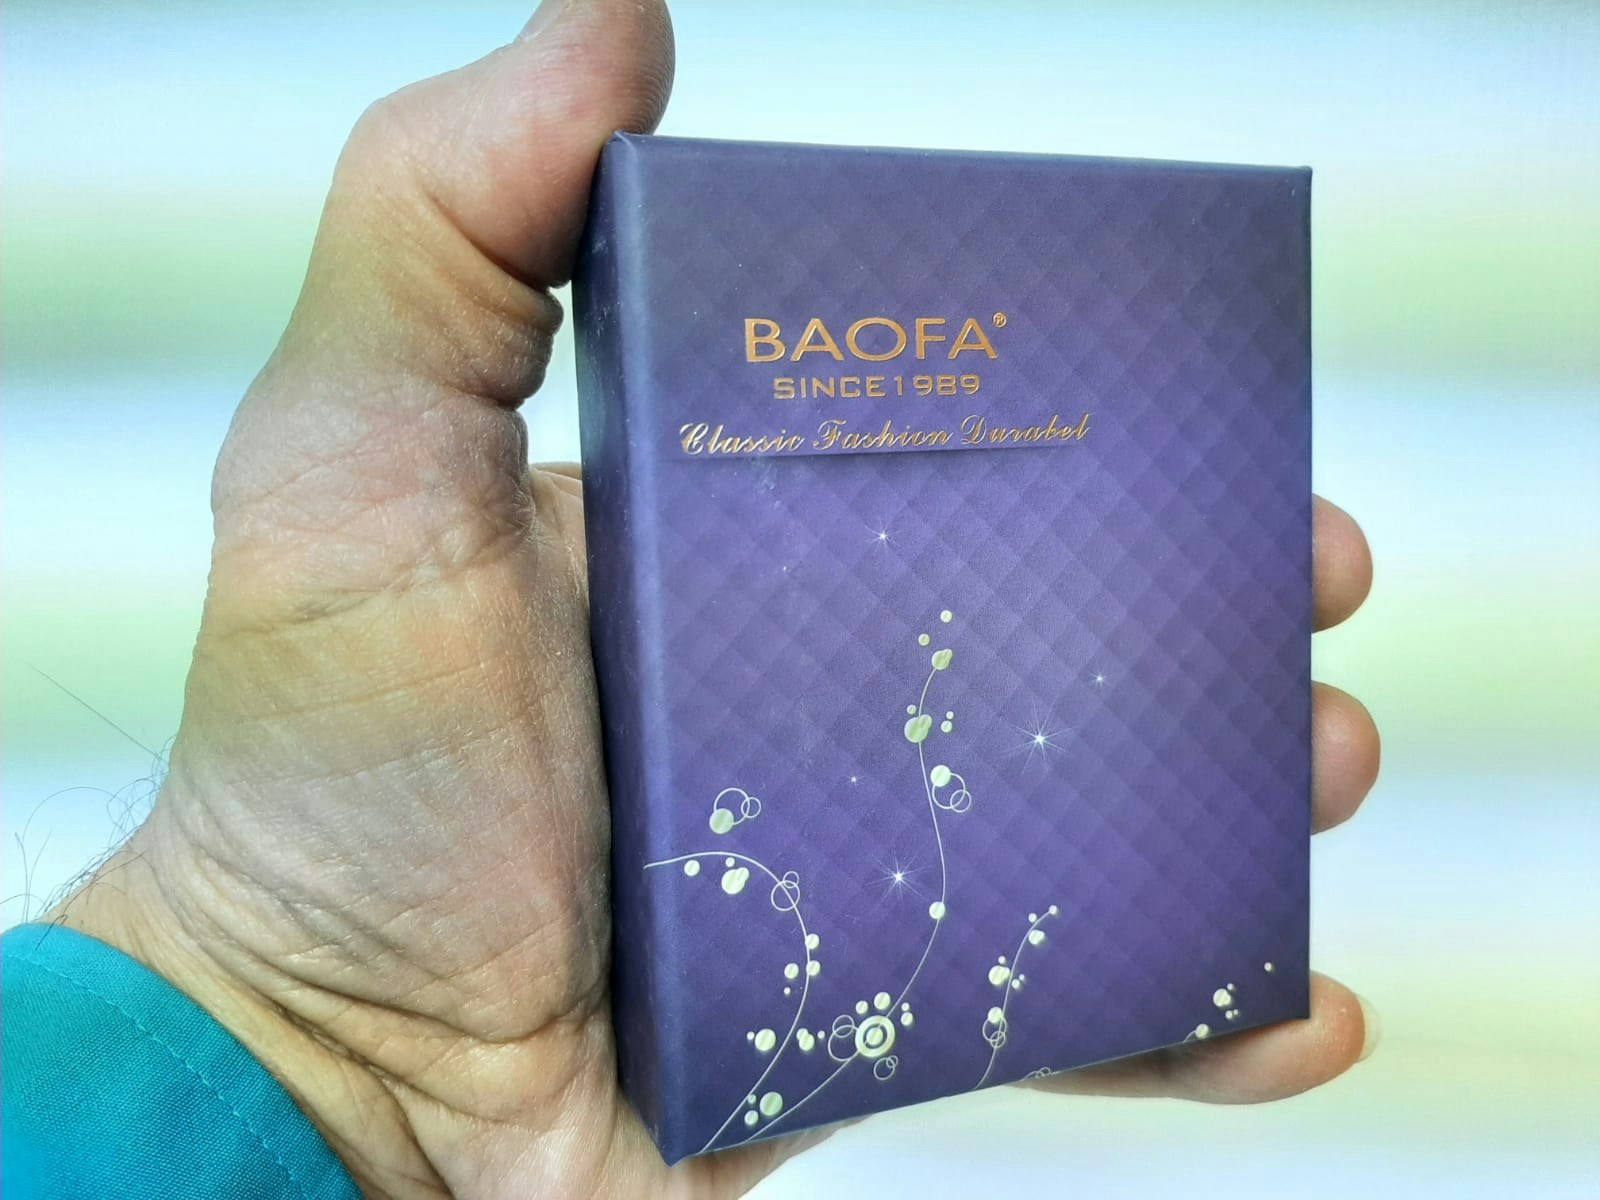 BAOFA®
SINCE1989
Classic Fashion Durabel